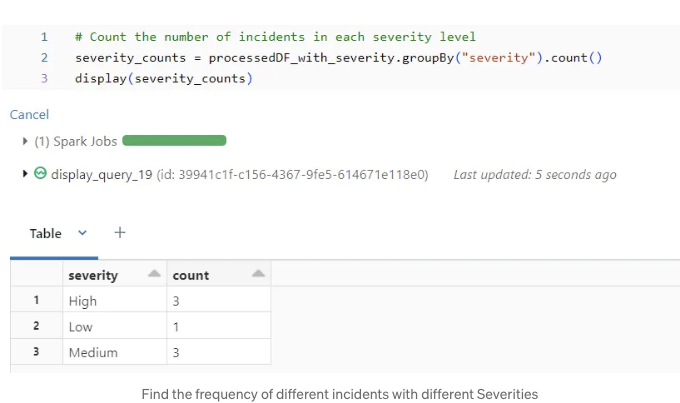 1 # Count the number of incidents in each severity level
2 severity_counts = processedDF_with_severity.groupBy("severity").count()
3 display(severity_counts)
Cancel
(1) Spark Jobs
display_query_19 (id: 39941c1f-c156-4367-9fe5-614671e118e0) Last updated: 5 seconds ago
Table +
severity count
1 High 3
2 Low 1
3 Medium 3
Find the frequency of different incidents with different Severities